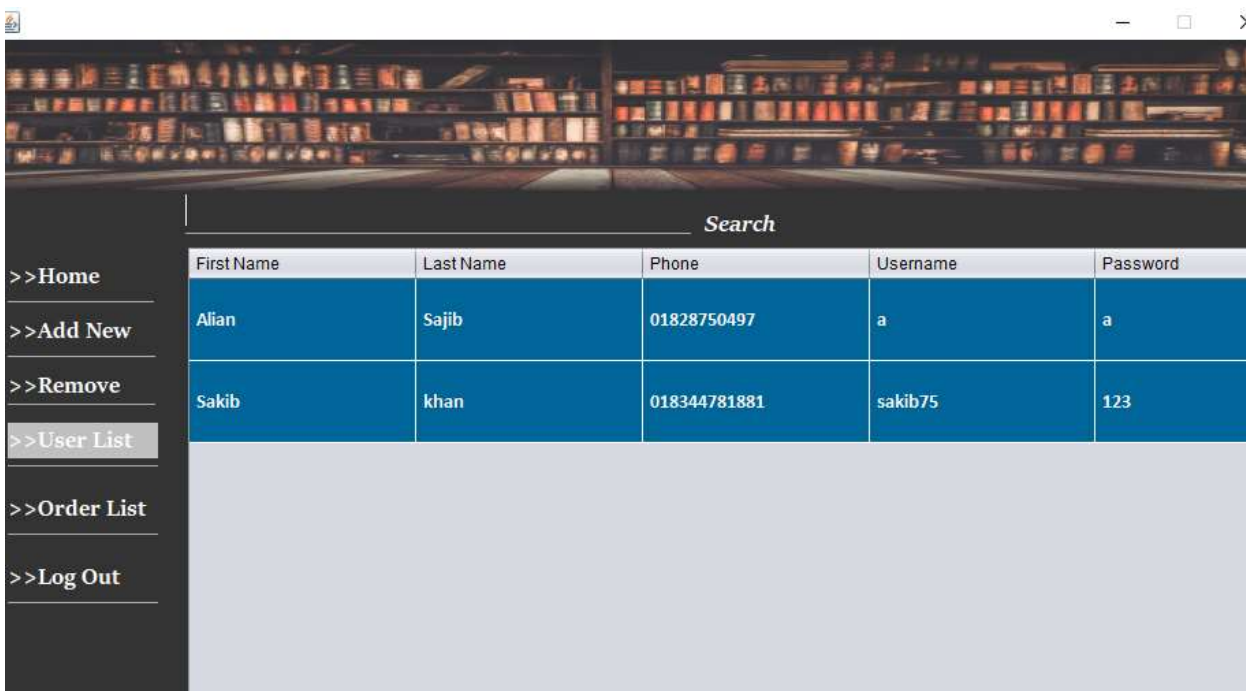 Search
First Name Last Name Phone Username Password
Alian Sajib 01828750497 a a
Sakib khan 018344781881 sakib75 123
>>Home
>>Add New
>>Remove
>>User List
>>Order List
>>Log Out